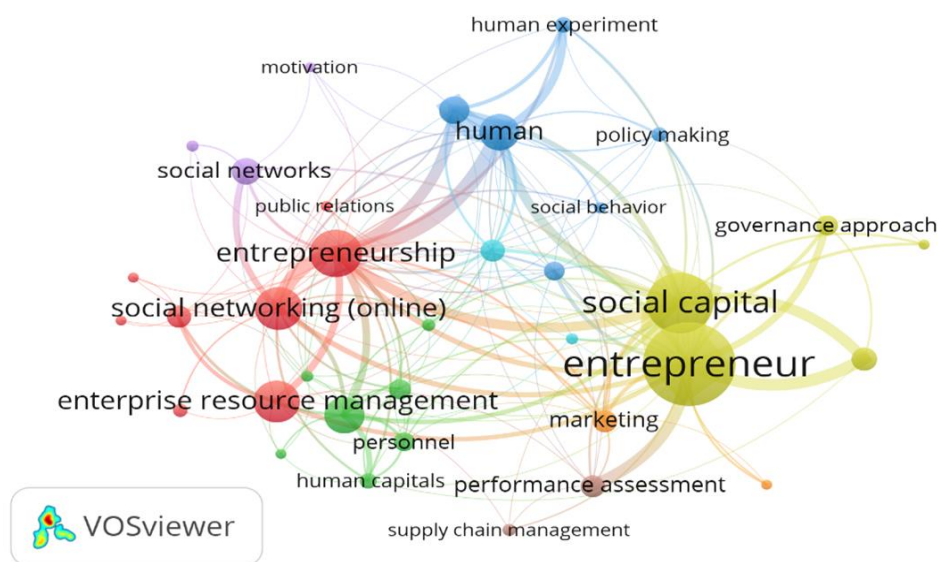 human experiment
motivation
human
policy making
social networks
public relations
social behavior
governance approach
entrepreneurship
social capital
social networking (online)
entrepreneur
enterprise resource management
marketing
personnel
human capitals
performance assessment
supply chain management
VOSviewer